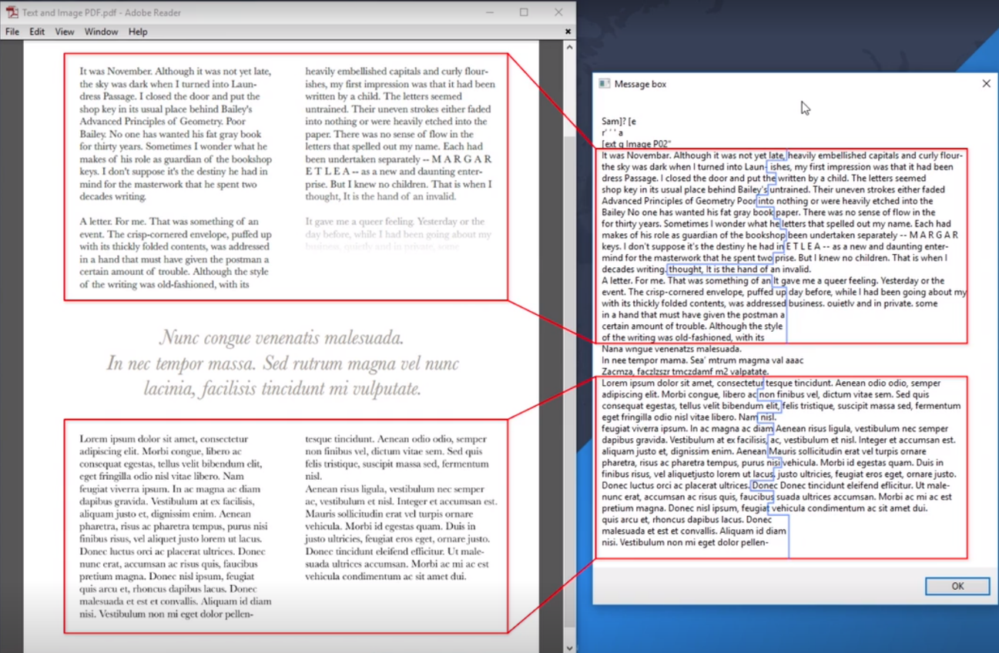 Text and Image PDF.pdf - Adobe Reader
File Edit View Window Help
It was November. Although it was not yet late,
the sky was dark when I turned into Laun-
dress Passage. I closed the door and put the
shop key in its usual place behind Bailey's
Advanced Principles of Geometry. Poor
Bailey. No one has wanted his fat gray book
for thirty years. Sometimes I wonder what he
makes of his role as guardian of the bookshop
keys. I don't suppose it's the destiny he had in
mind for the masterwork that he spent two
decades writing.
A letter. For me. That was something of an
event. The crisp-cornered envelope, puffed up
with its thickly folded contents, was addressed
in a hand that must have given the postman a
certain amount of trouble. Although the style
of the writing was old-fashioned, with its
heavily embellished capitals and curly flour-
ishes, my first impression was that it had been
written by a child. The letters seemed
untrained. Their uneven strokes either faded
into nothing or were heavily etched into the
paper. There was no sense of flow in the
letters that spelled out my name. Each had
been undertaken separately -- M A R G A R
E T L E A -- as a new and daunting enter-
prise. But I knew no children. That is when I
thought, It is the hand of an invalid.
It gave me a queer feeling. Yesterday or the
day before, while I had been going about my
business, quietly and in private, some
Nunc congue venenatis malesuada.
In nec tempor massa. Sed rutrum magna vel nunc
lacinia, facilisis tincidunt mi vulputate.
Lorem ipsum dolor sit amet, consectetur
adipiscing elit. Morbi congue, libero ac
consequat egestas, tellus velit bibendum elit,
eget fringilla odio nisl vitae libero. Nam
feugiat viverra ipsum. In ac magna ac diam
dapibus gravida. Vestibulum at ex facilisis,
aliquam justo et, dignissim enim. Aenean
pharetra, risus ac pharetra tempus, purus nisi
finibus risus, vel aliquet justo lorem ut lacus.
Donec luctus orci ac placerat ultrices. Donec
nunc erat, accumsan ac risus quis, faucibus
pretium magna. Donec nisl ipsum, feugiat
quis arcu et, rhoncus dapibus lacus. Donec
malesuada et est et convallis. Aliquam id diam
nisi. Vestibulum non mi eget dolor pellen-
tesque tincidunt. Aenean odio odio, semper
non finibus vel, dictum vitae sem. Sed quis
felis tristique, suscipit massa sed, fermentum
nisl.
Aenean risus ligula, vestibulum nec semper
ac, vestibulum et nisl. Integer et accumsan est.
Mauris sollicitudin erat vel turpis ornare
vehicula. Morbi id egestas quam. Duis in
justo ultricies, feugiat eros eget, ornare justo.
Donec tincidunt eleifend efficitur. Ut male-
suada ultrices accumsan. Morbi ac mi ac est
vehicula condimentum ac sit amet dui.
Message box
Sam]? [e
r' ' ' a
[ext q Image P02"
It was Novembar. Although it was not yet late, heavily embellished capitals and curly flour-
the sky was dark when I turned into Laun- ishes, my first impression was that it had been
dress Passage. I closed the door and put the written by a child. The letters seemed
shop key in its usual place behind Bailey's untrained. Their uneven strokes either faded
Advanced Principles of Geometry Poor into nothing or were heavily etched into the
Bailey No one has wanted his fat gray book paper. There was no sense of flow in the
for thirty years. Sometimes I wonder what he letters that spelled out my name. Each had
makes of his role as guardian of the bookshop been undertaken separately -- M A R G A R
keys. I don't suppose it's the destiny he had in E T L E A -- as a new and daunting enter-
mind for the masterwork that he spent two prise. But I knew no children. That is when I
decades writing. thought, It is the hand of an invalid.
A letter. For me. That was something of an It gave me a queer feeling. Yesterday or the
event. The crisp-cornered envelope, puffed up day before, while I had been going about my
with its thickly folded contents, was addressed business. ouietlv and in private. some
in a hand that must have given the postman a
certain amount of trouble. Although the style
of the writing was old-fashioned, with its
Nana wngue venenatzs malesuada.
In nee tempor mama. Sea' mtrum magma val aaac
Zacmza, faczlzszr tmczdamf m2 valpatate.
Lorem ipsum dolor sit amet, consectetur tesque tincidunt. Aenean odio odio, semper
adipiscing elit. Morbi congue, libero ac non finibus vel, dictum vitae sem. Sed quis
consequat egestas, tellus velit bibendum elit, felis tristique, suscipit massa sed, fermentum
eget fringilla odio nisl vitae libero. Nam nisl.
feugiat viverra ipsum. In ac magna ac diam Aenean risus ligula, vestibulum nec semper
dapibus gravida. Vestibulum at ex facilisis, ac, vestibulum et nisl. Integer et accumsan est.
aliquam justo et, dignissim enim. Aenean Mauris sollicitudin erat vel turpis ornare
pharetra, risus ac pharetra tempus, purus nisi vehicula. Morbi id egestas quam. Duis in
finibus risus, vel aliquetjusto lorem ut lacus. justo ultricies, feugiat eros eget, ornare justo.
Donec luctus orci ac placerat ultrices. Donec Donec tincidunt eleifend efficitur. Ut male-
nunc erat, accumsan ac risus quis, faucibus suada ultrices accumsan. Morbi ac mi ac est
pretium magna. Donec nisl ipsum, feugiat vehicula condimentum ac sit amet dui.
quis arcu et, rhoncus dapibus lacus. Donec
malesuada et est et convallis. Aliquam id diam
nisi. Vestibulum non mi eget dolor pellen-
OK